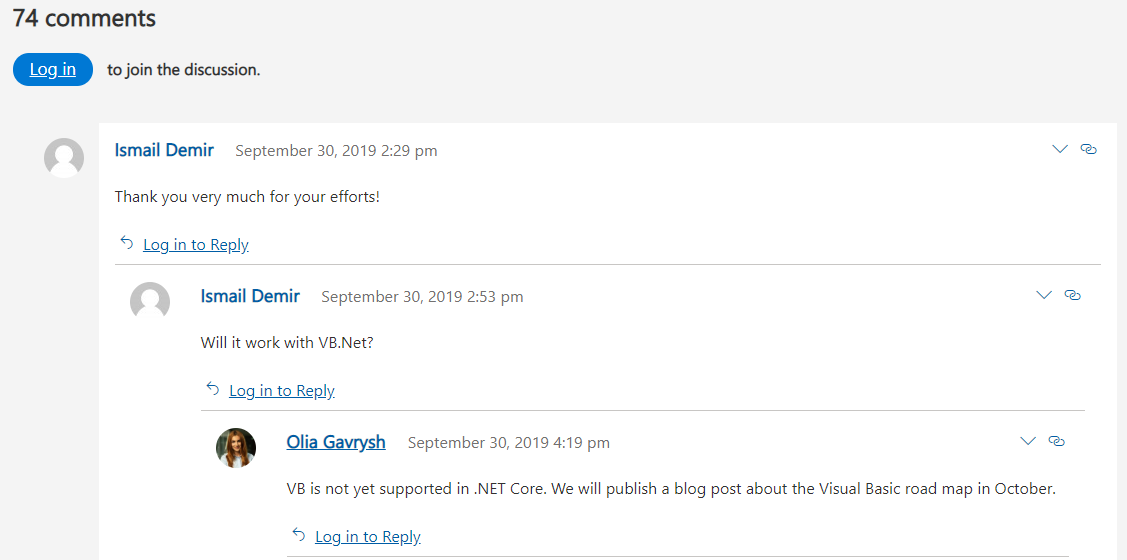 74 comments
Log in to join the discussion.
Ismail Demir September 30, 2019 2:29 pm
Thank you very much for your efforts!
Log in to Reply
Ismail Demir September 30, 2019 2:53 pm
Will it work with VB.Net?
Log in to Reply
Olia Gavrysh September 30, 2019 4:19 pm
VB is not yet supported in .NET Core. We will publish a blog post about the Visual Basic road map in October.
Log in to Reply